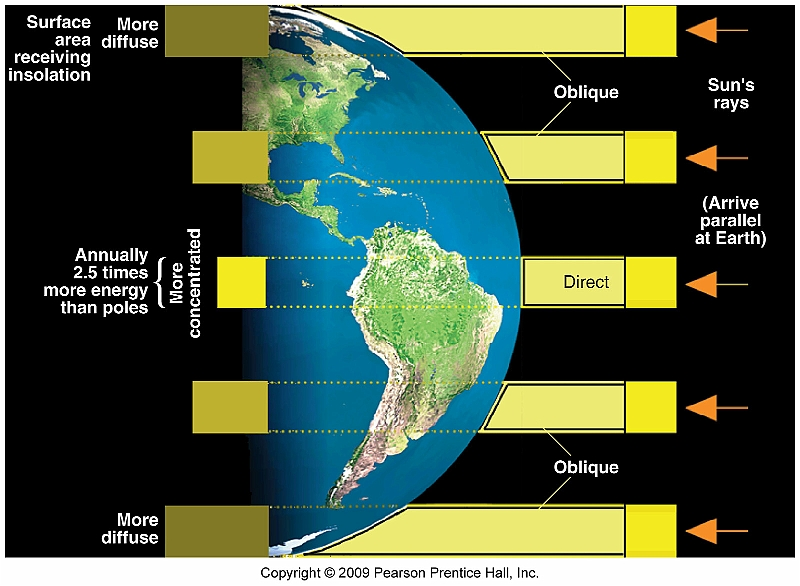 Surface
area
receiving
insolation
More
diffuse
Oblique
Sun's
rays
(Arrive
parallel
at Earth)
Annually
2.5 times
more energy
than poles
More
concentrated
Direct
Oblique
More
diffuse
Copyright © 2009 Pearson Prentice Hall, Inc.